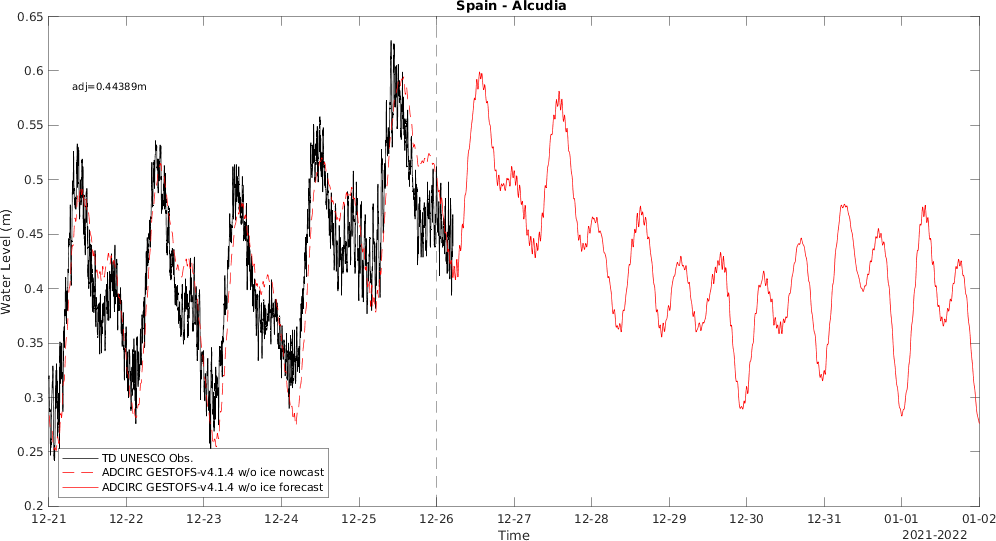 Spain - Alcudia
adj=0.44389m
Water Level (m)
0.65
0.6
0.55
0.5
0.45
0.4
0.35
0.3
0.25
0.2
TD UNESCO Obs.
ADCIRC GESTOFS-v4.1.4 w/o ice nowcast
ADCIRC GESTOFS-v4.1.4 w/o ice forecast
12-21 12-22 12-23 12-24 12-25 12-26 12-27 12-28 12-29 12-30 12-31 01-01 01-02
Time
2021-2022